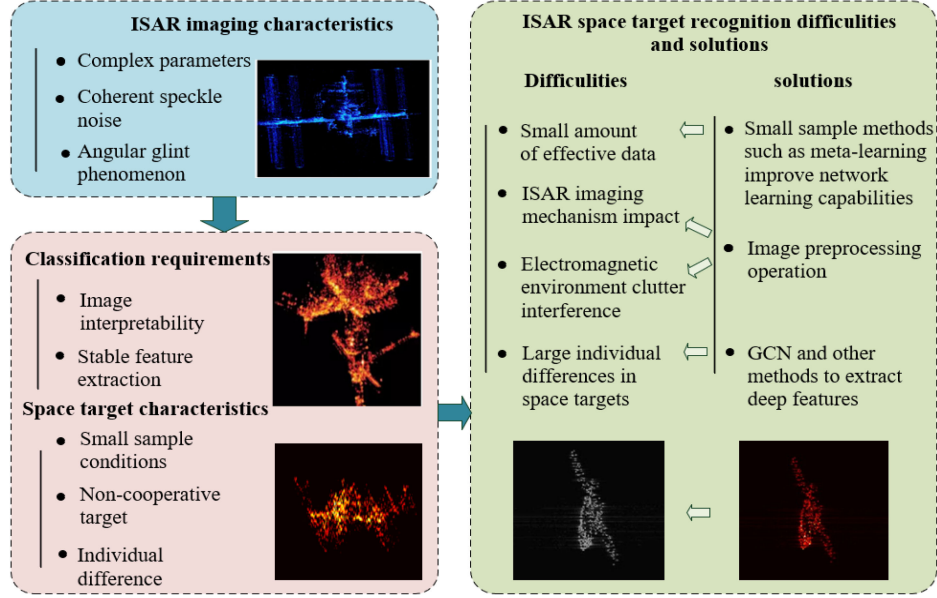 ISAR imaging characteristics
● Complex parameters
● Coherent speckle
noise
● Angular glint
phenomenon
Classification requirements
● Image
interpretability
● Stable feature
extraction
Space target characteristics
● Small sample
conditions
● Non-cooperative
target
● Individual
difference
ISAR space target recognition difficulities
and solutions
Difficulities
● Small amount
of effective data
● ISAR imaging
mechanism impact
● Electromagnetic
environment clutter
interference
● Large individual
differences in
space targets
solutions
● Small sample methods
such as meta-learning
improve network
learning capabilities
● Image preprocessing
operation
● GCN and other
methods to extract
deep features